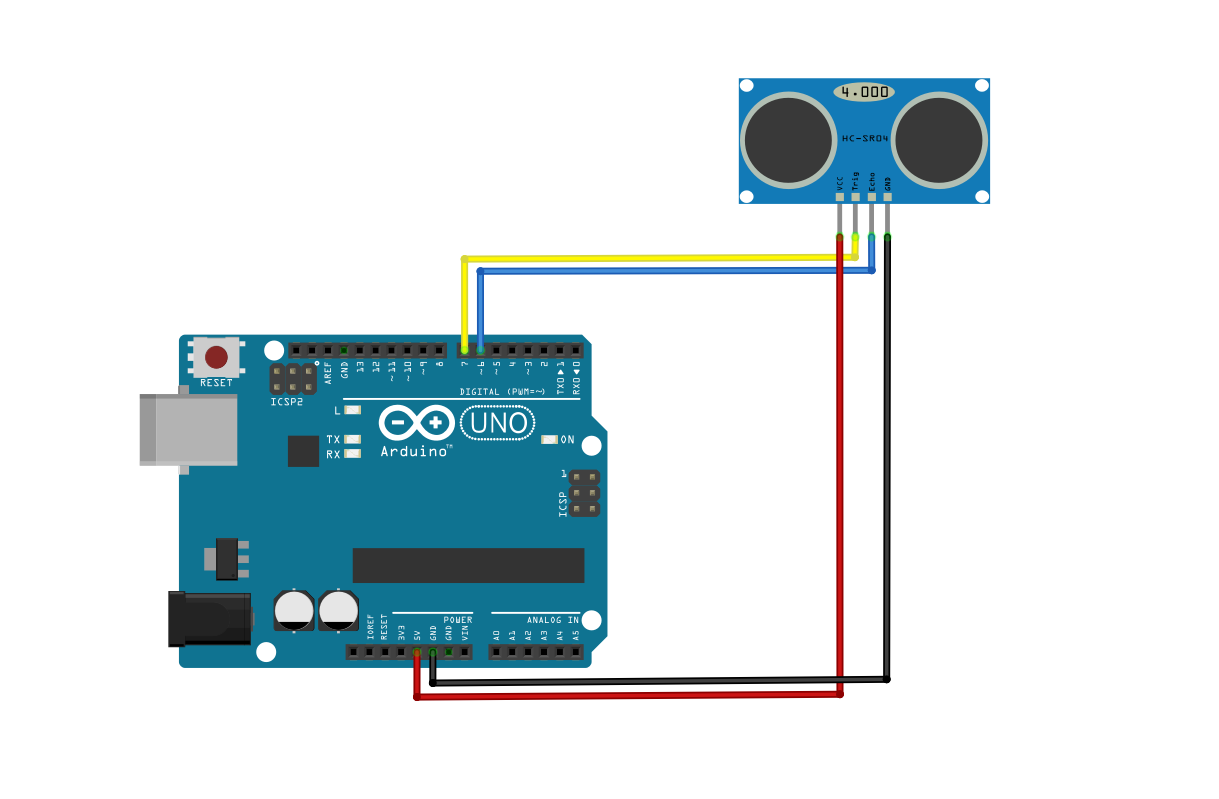 4.000
HC-SR04
VCC
Trig
Echo
GND
RESET
ICSP2
AREF
GND
13
12
~11
~10
~9
8
7
~6
~5
4
~3
2
TX0▶1
RX0◀0
DIGITAL (PWM=~)
L
TX
RX
UNO
ON
Arduino™
1
ICSP
POWER
ANALOG IN
IOREF
RESET
3V3
5V
GND
GND
VIN
A0
A1
A2
A3
A4
A5